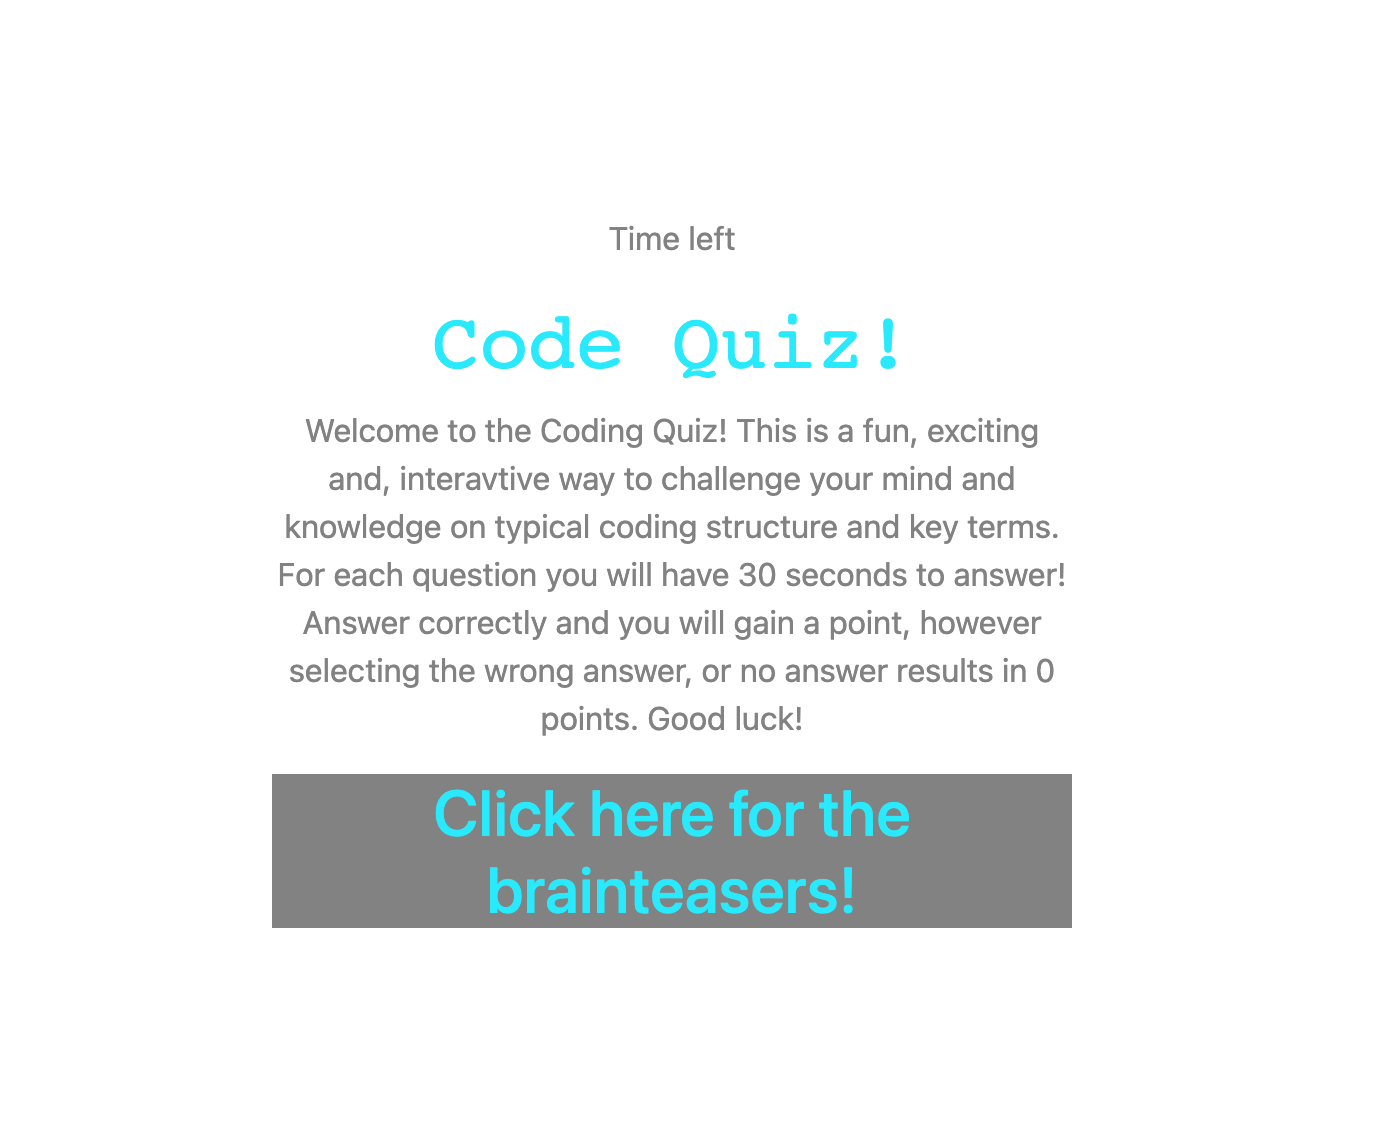 Time left
Code Quiz!
Welcome to the Coding Quiz! This is a fun, exciting
and, interavtive way to challenge your mind and
knowledge on typical coding structure and key terms.
For each question you will have 30 seconds to answer!
Answer correctly and you will gain a point, however
selecting the wrong answer, or no answer results in 0
points. Good luck!
Click here for the
brainteasers!